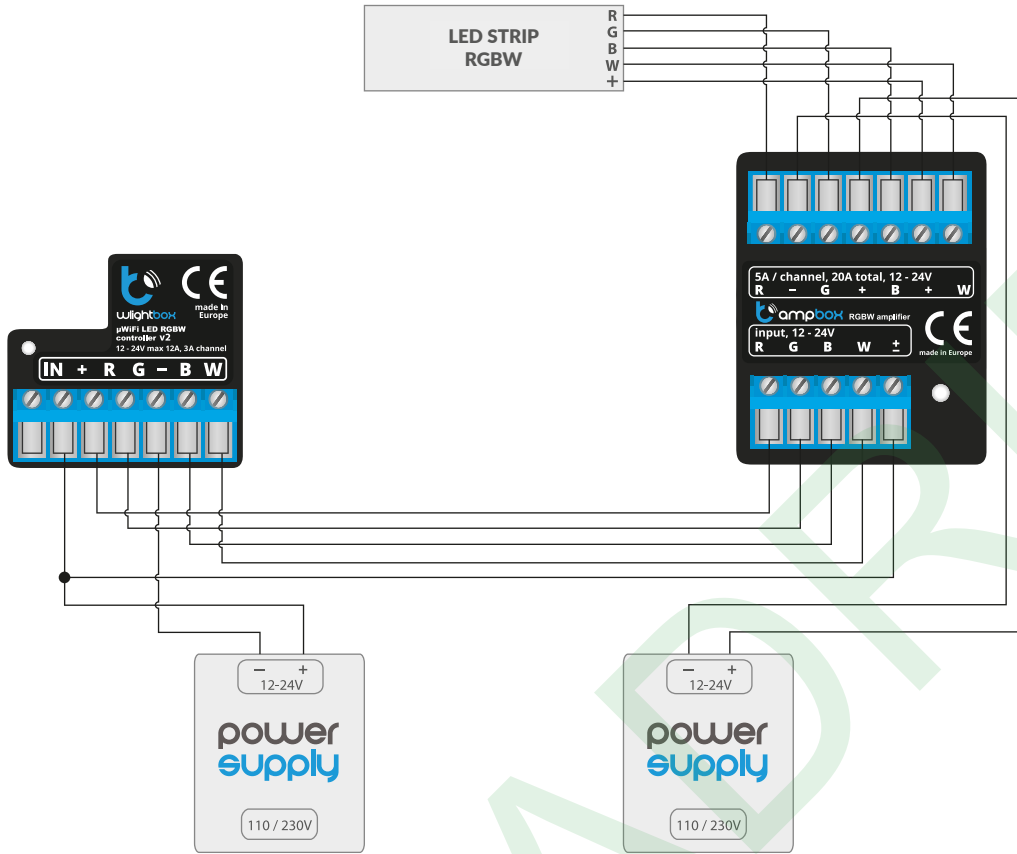 LED STRIP
RGBW
R
G
B
W
+
wlightbox
CE
made in
Europe
µWiFi LED RGBW
controller v2
12 - 24V max 12A, 3A channel
IN + R G – B W
5A / channel, 20A total, 12 - 24V
R – G + B + W
ampbox RGBW amplifier
CE
made in Europe
input, 12 - 24V
R G B W ±
– +
12-24V
power
supply
110 / 230V
– +
12-24V
power
supply
110 / 230V